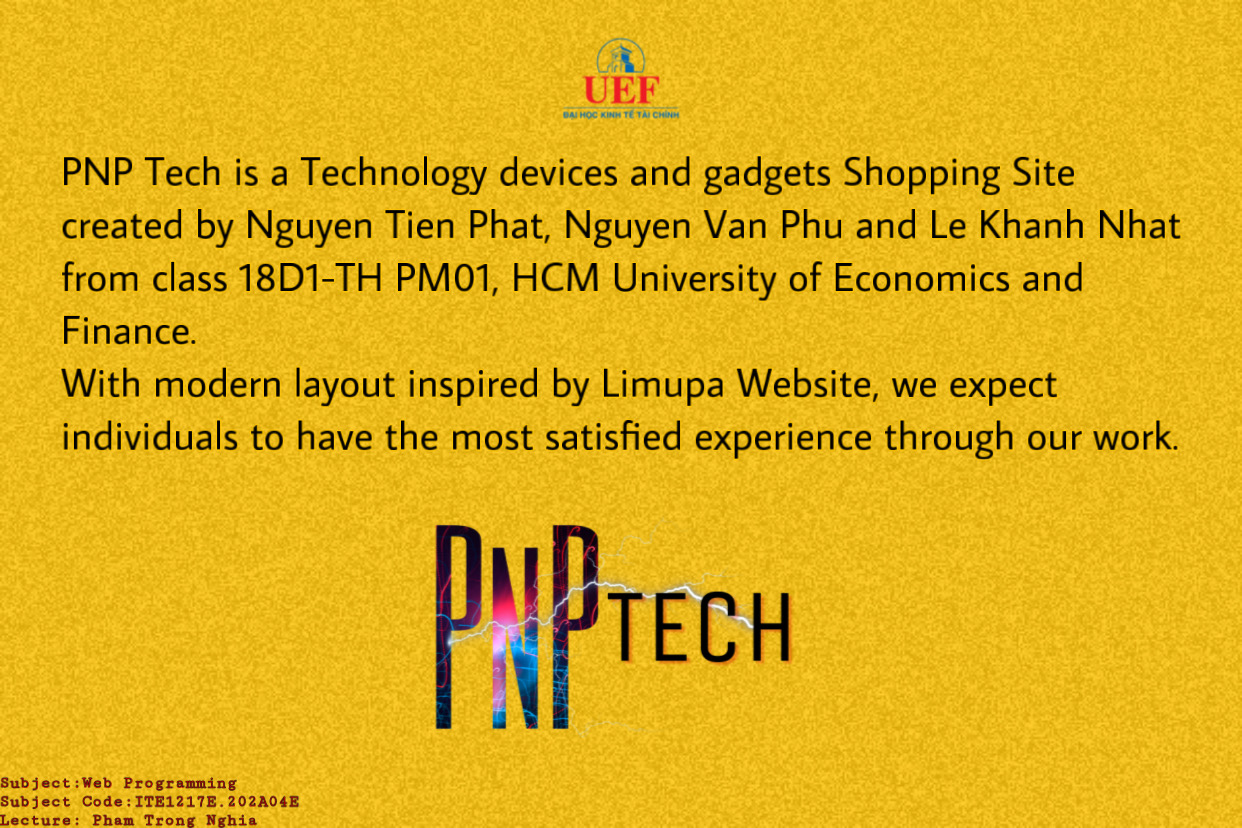 UEF
ĐẠI HỌC KINH TẾ TÀI CHÍNH
PNP Tech is a Technology devices and gadgets Shopping Site
created by Nguyen Tien Phat, Nguyen Van Phu and Le Khanh Nhat
from class 18D1-TH PM01, HCM University of Economics and
Finance.
With modern layout inspired by Limupa Website, we expect
individuals to have the most satisfied experience through our work.
PNP TECH
Subject:Web Programming
Subject Code:ITE1217E.202A04E
Lecture: Pham Trong Nghia